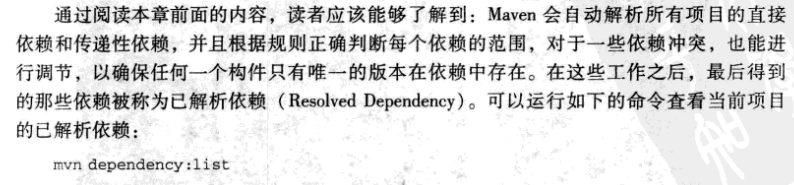 通过阅读本章前面的内容，读者应该能够了解到：Maven 会自动解析所有项目的直接
依赖和传递性依赖，并且根据规则正确判断每个依赖的范围，对于一些依赖冲突，也能进
行调节，以确保任何一个构件只有唯一的版本在依赖中存在。在这些工作之后，最后得到
的那些依赖被称为已解析依赖（Resolved Dependency）。可以运行如下的命令查看当前项目
的已解析依赖：
mvn dependency:list